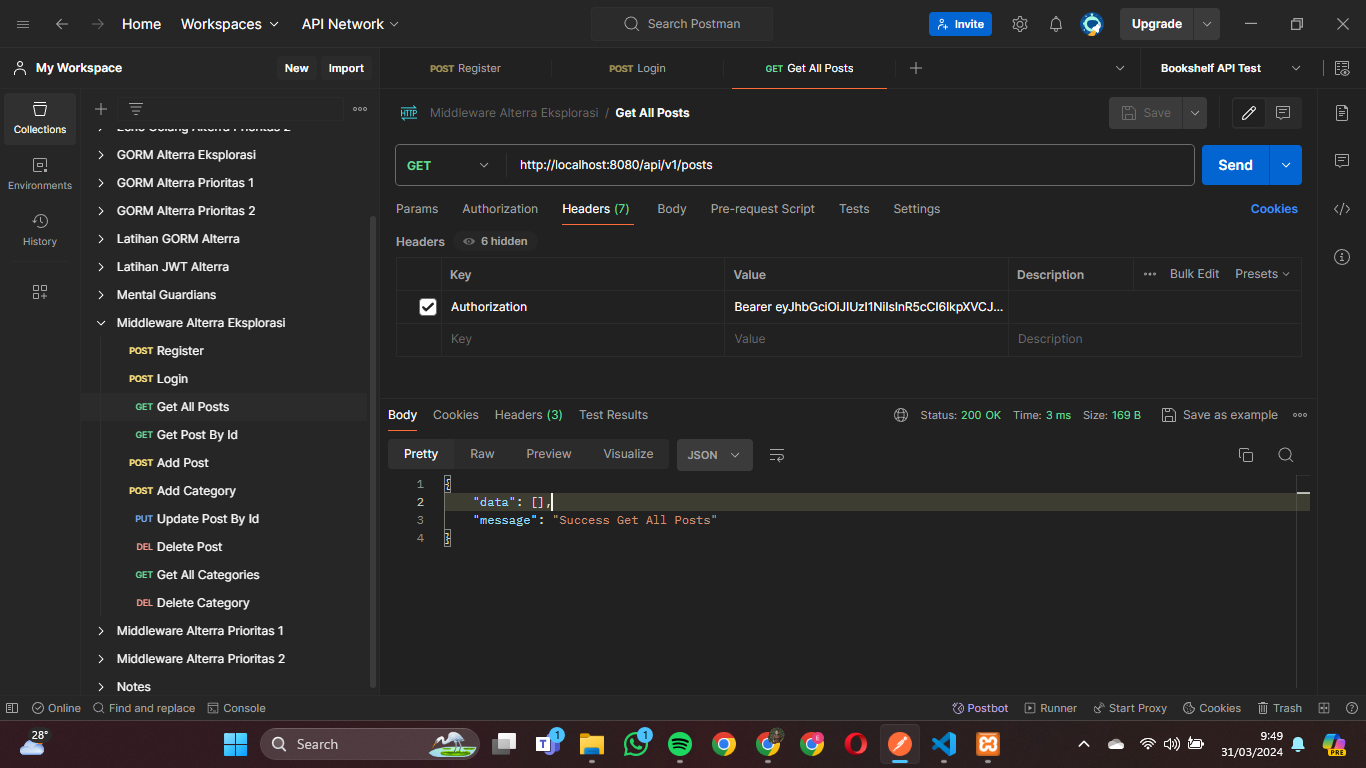 Home Workspaces API Network Search Postman Invite Upgrade
My Workspace New Import POST Register POST Login GET Get All Posts Bookshelf API Test
Collections
Environments
History
GORM Alterra Eksplorasi
GORM Alterra Prioritas 1
GORM Alterra Prioritas 2
Latihan GORM Alterra
Latihan JWT Alterra
Mental Guardians
Middleware Alterra Eksplorasi
POST Register
POST Login
GET Get All Posts
GET Get Post By Id
POST Add Post
POST Add Category
PUT Update Post By Id
DEL Delete Post
GET Get All Categories
DEL Delete Category
Middleware Alterra Prioritas 1
Middleware Alterra Prioritas 2
Notes
HTTP Middleware Alterra Eksplorasi / Get All Posts Save
GET http://localhost:8080/api/v1/posts Send
Params Authorization Headers (7) Body Pre-request Script Tests Settings Cookies
Headers 6 hidden
Key Value Description Bulk Edit Presets
Authorization Bearer eyJhbGciOiJIUzI1NiIsInR5cCI6IkpXVCJ...
Key Value Description
Body Cookies Headers (3) Test Results Status: 200 OK Time: 3 ms Size: 169 B Save as example
Pretty Raw Preview Visualize JSON
1 {
2 "data": [],
3 "message": "Success Get All Posts"
4 }
Online Find and replace Console Postbot Runner Start Proxy Cookies Trash
28° Search 1 1 9:49
31/03/2024
PRE